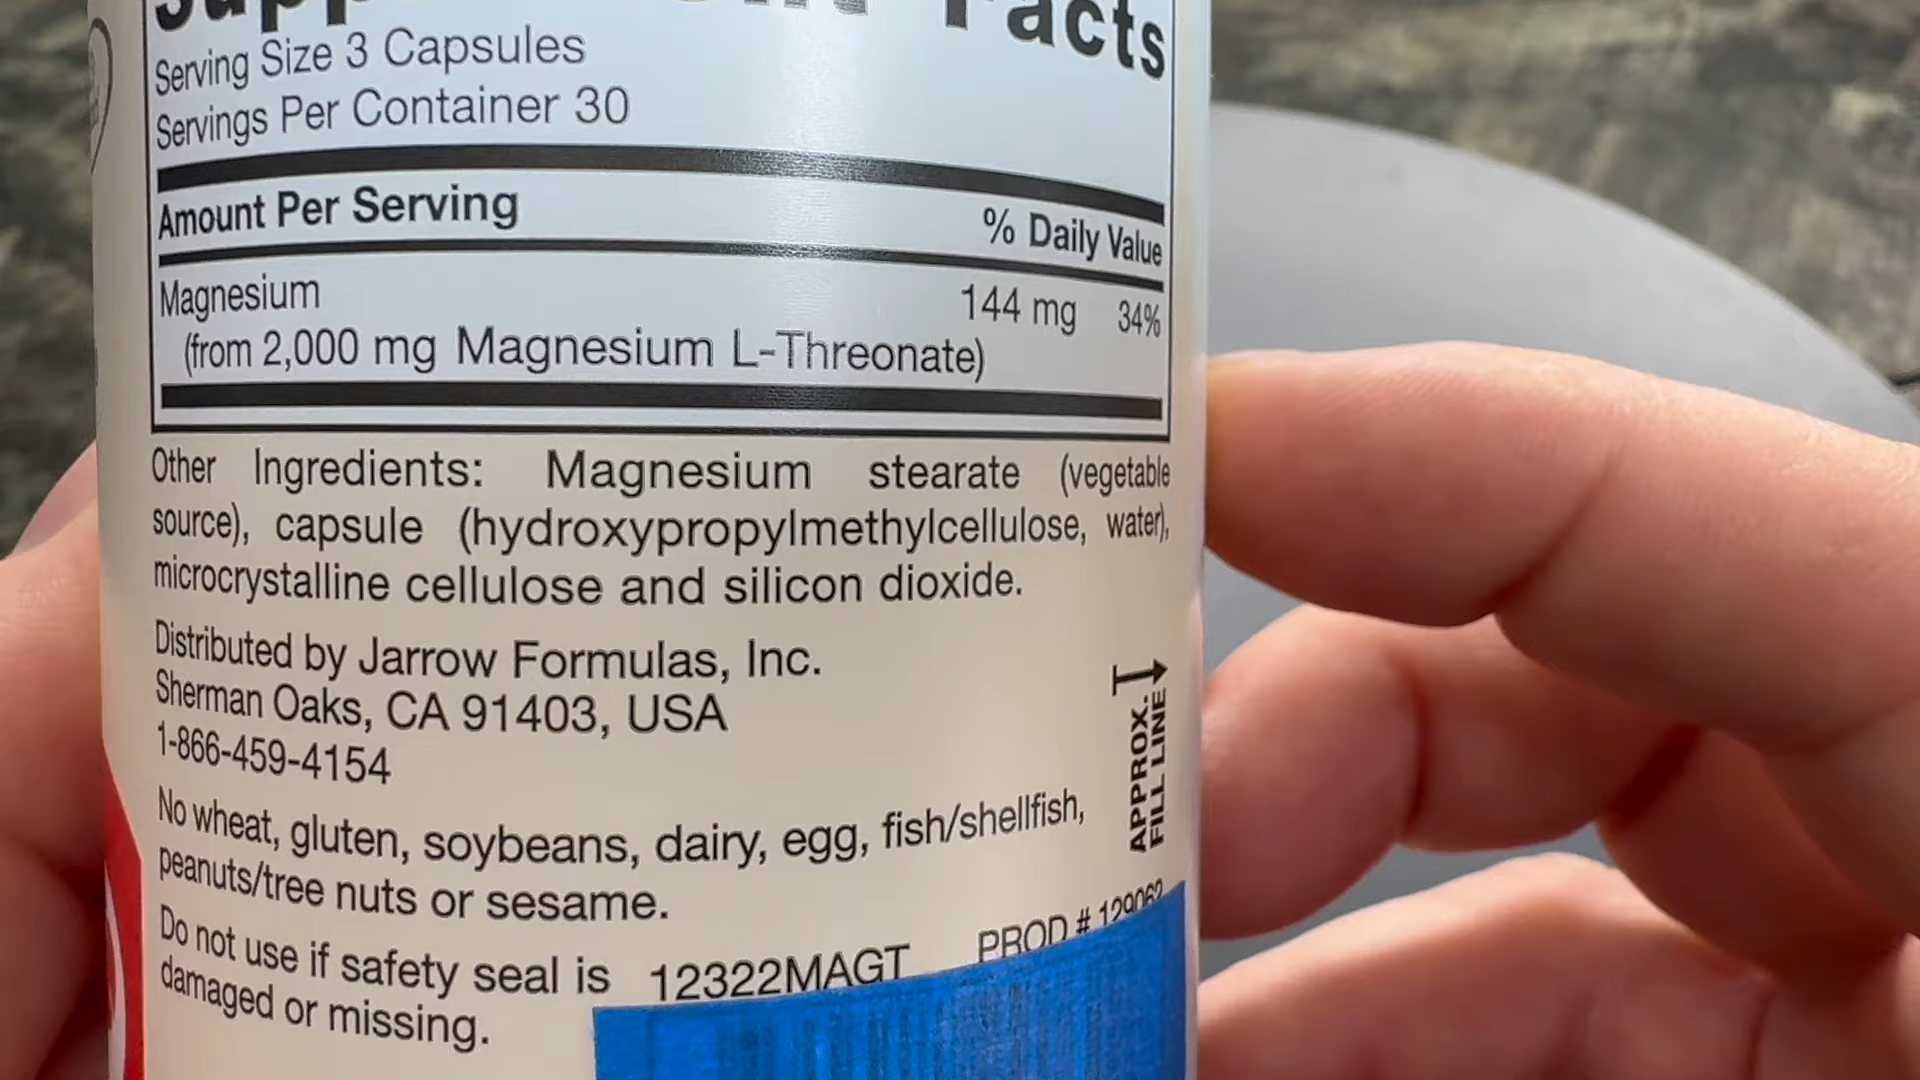 Supplement Facts
Serving Size 3 Capsules
Servings Per Container 30
Amount Per Serving % Daily Value
Magnesium 144 mg 34%
(from 2,000 mg Magnesium L-Threonate)
Other Ingredients: Magnesium stearate (vegetable
source), capsule (hydroxypropylmethylcellulose, water),
microcrystalline cellulose and silicon dioxide.
Distributed by Jarrow Formulas, Inc.
Sherman Oaks, CA 91403, USA
1-866-459-4154
APPROX.
FILL LINE
No wheat, gluten, soybeans, dairy, egg, fish/shellfish,
peanuts/tree nuts or sesame.
Do not use if safety seal is
damaged or missing.
12322MAGT PROD # 129062